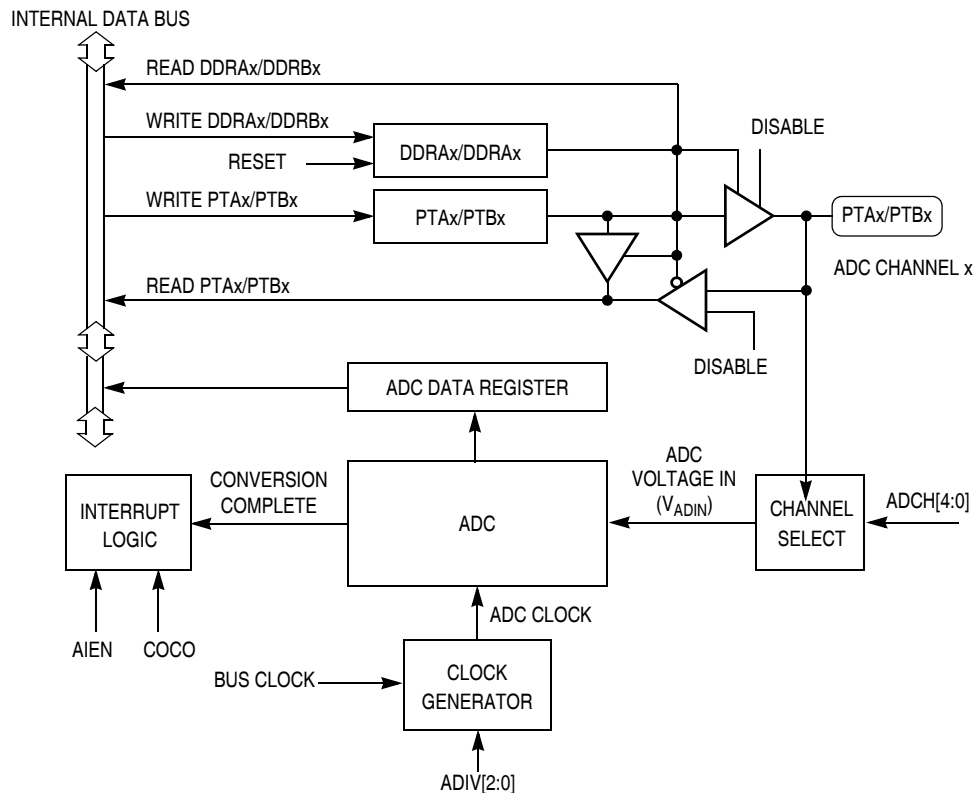 INTERNAL DATA BUS
READ DDRAx/DDRBx
WRITE DDRAx/DDRBx
DISABLE
DDRAx/DDRAx
RESET
WRITE PTAx/PTBx
PTAx/PTBx
PTAx/PTBx
ADC CHANNEL x
READ PTAx/PTBx
DISABLE
ADC DATA REGISTER
CONVERSION
COMPLETE
INTERRUPT
LOGIC
ADC
ADC
VOLTAGE IN
(VADIN)
CHANNEL
SELECT
ADCH[4:0]
ADC CLOCK
AIEN
COCO
BUS CLOCK
CLOCK
GENERATOR
ADIV[2:0]